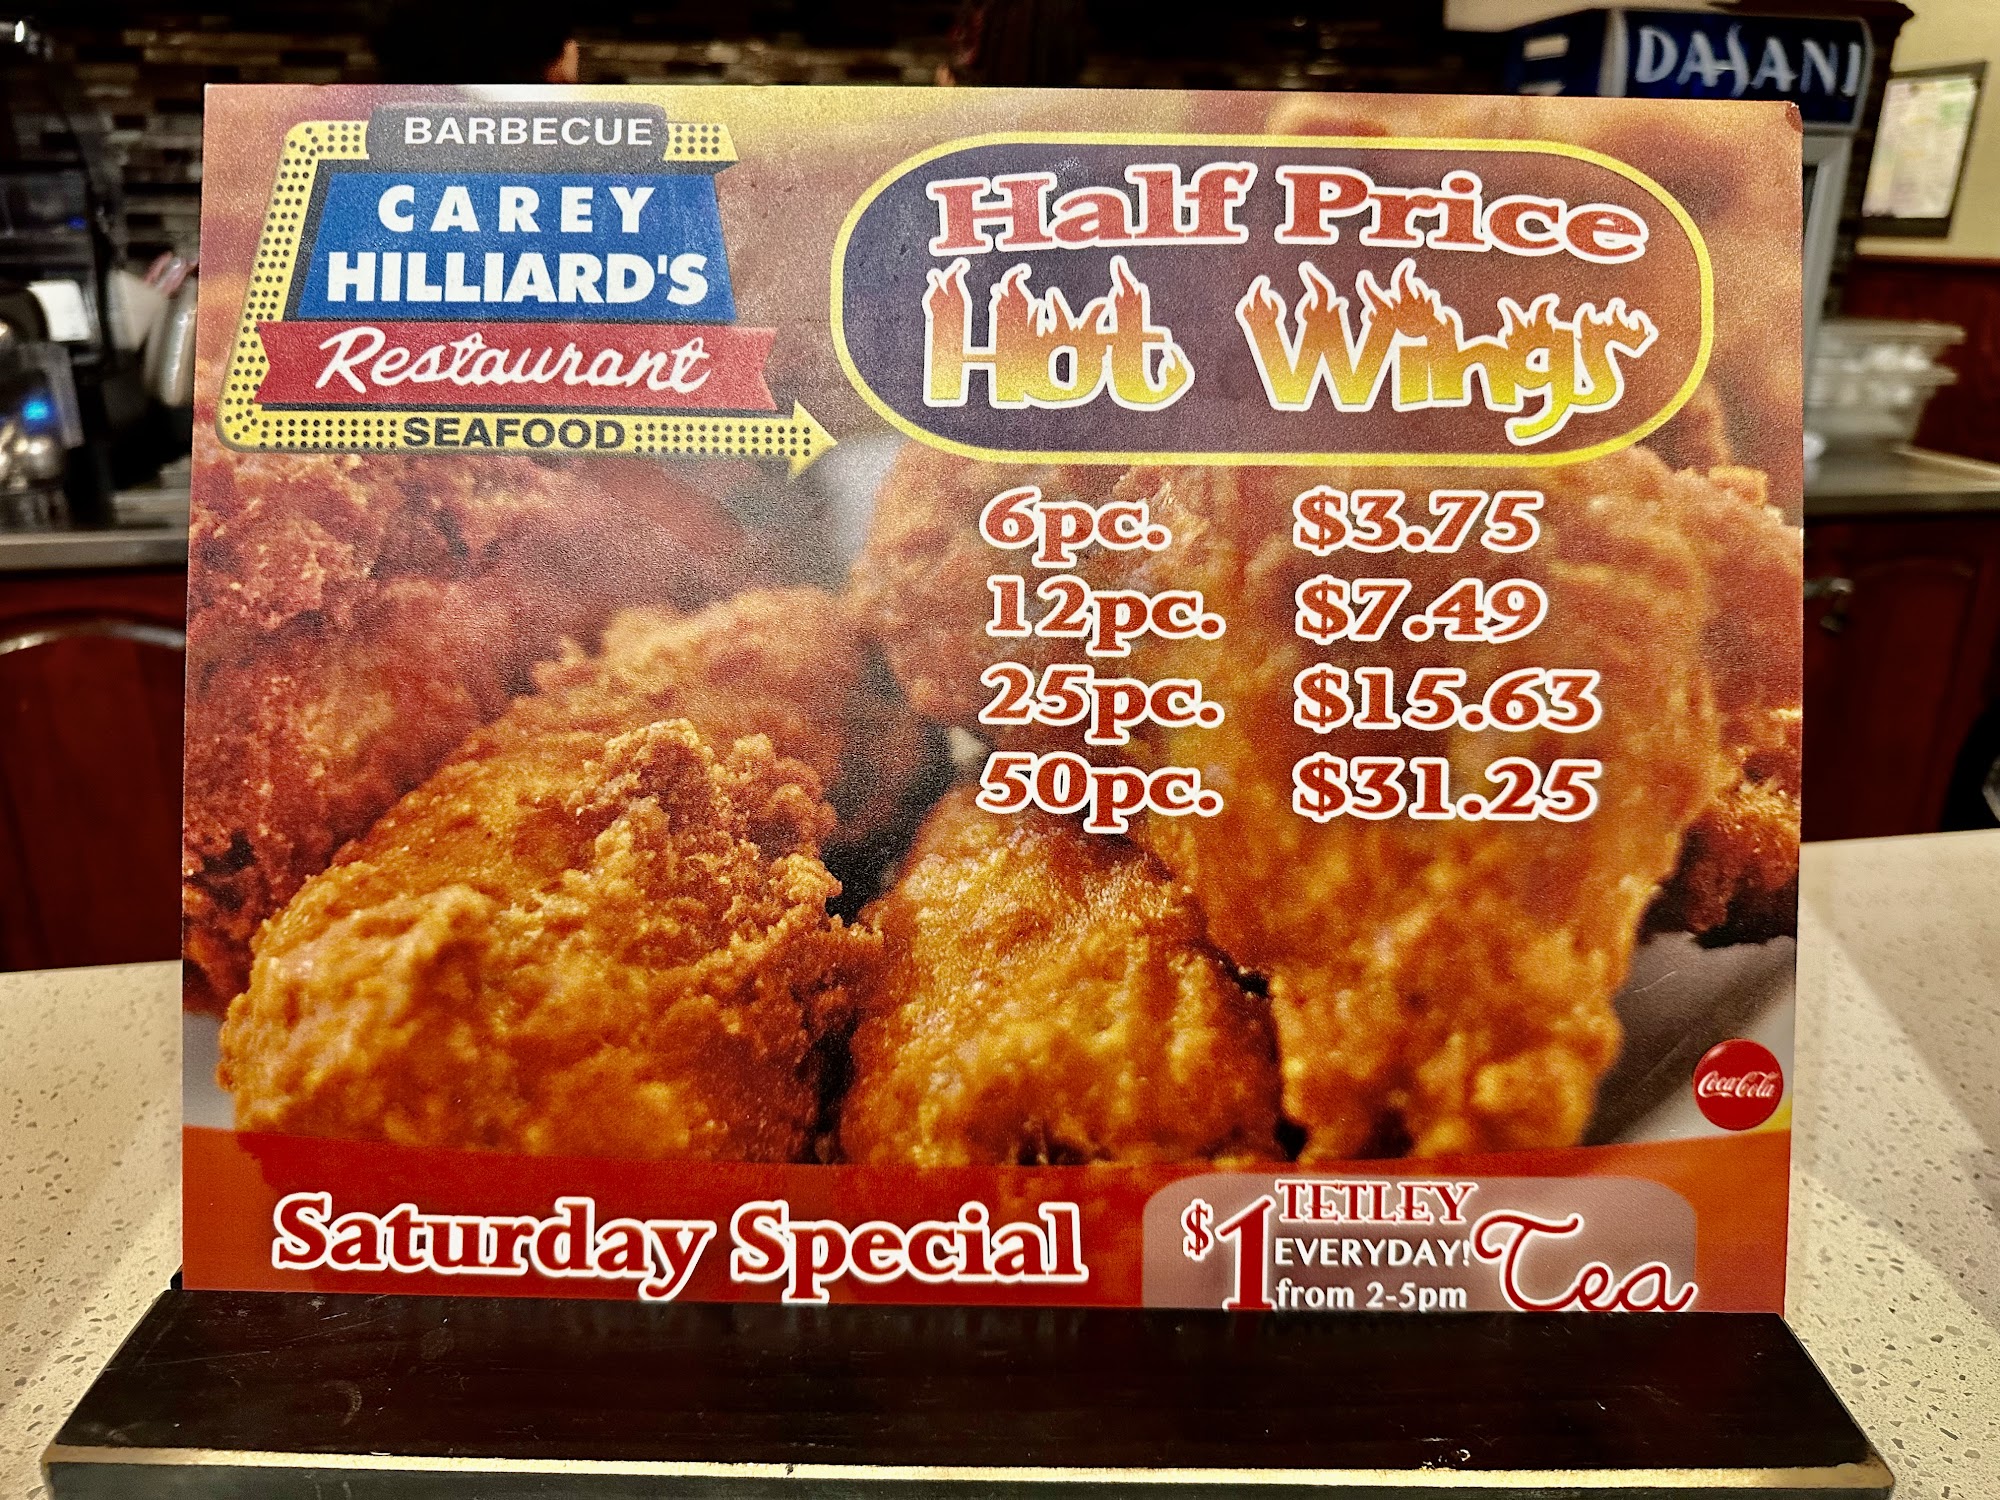 DASANI
BARBECUE
CAREY
HILLIARD'S
Restaurant
SEAFOOD
Half Price
Hot Wings
6pc. $3.75
12pc. $7.49
25pc. $15.63
50pc. $31.25
Coca-Cola
Saturday Special
$1 TETLEY
EVERYDAY!
from 2-5pm
Tea